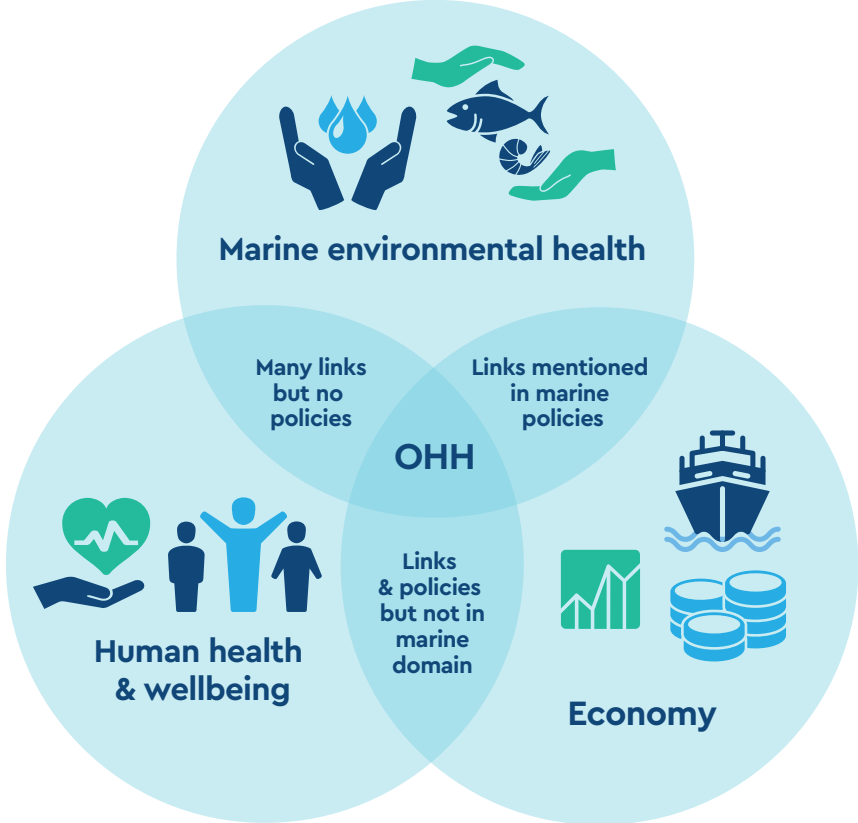 Marine environmental health
Many links
but no
policies
Links mentioned
in marine
policies
OHH
Links
& policies
but not in
marine
domain
Human health
& wellbeing
Economy